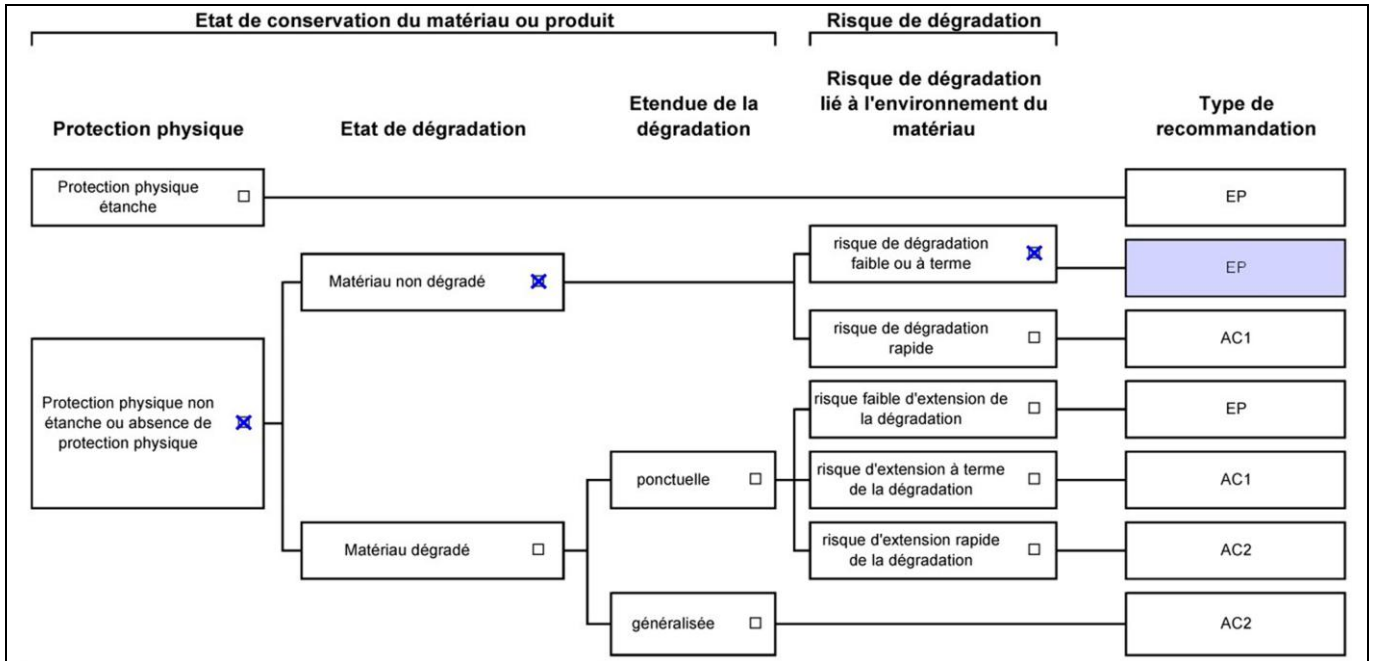 Etat de conservation du matériau ou produit
Risque de dégradation
Protection physique
Etat de dégradation
Etendue de la
dégradation
Risque de dégradation
lié à l'environnement du
matériau
Type de
recommandation
Protection physique
étanche
EP
risque de dégradation
faible ou à terme
EP
Matériau non dégradé
risque de dégradation
rapide
AC1
Protection physique non
étanche ou absence de
protection physique
risque faible d'extension de
la dégradation
EP
ponctuelle
risque d'extension à terme
de la dégradation
AC1
Matériau dégradé
risque d'extension rapide
de la dégradation
AC2
généralisée
AC2